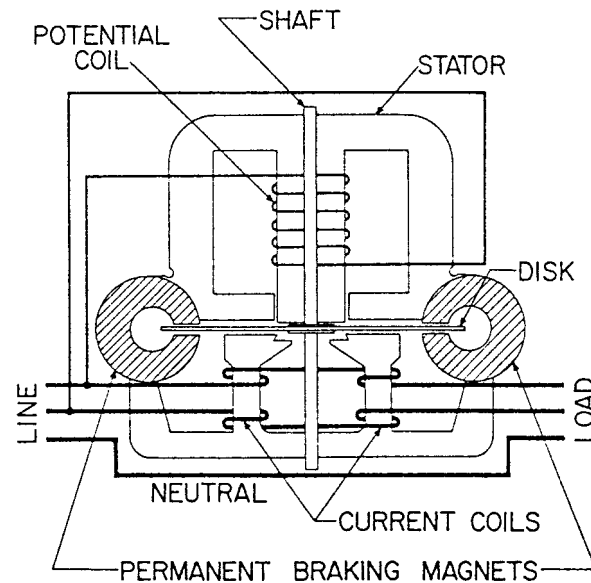 SHAFT
POTENTIAL
COIL
STATOR
DISK
LINE
LOAD
NEUTRAL
CURRENT COILS
PERMANENT BRAKING MAGNETS